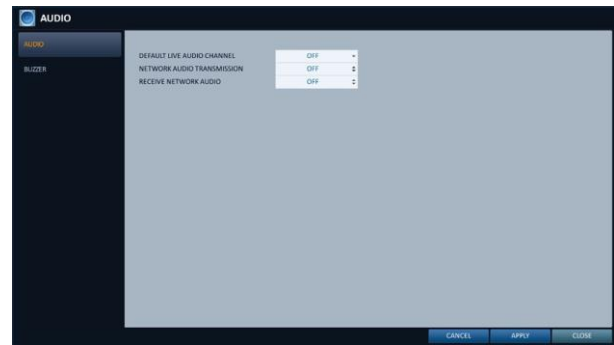 AUDIO
AUDIO
BUZZER
DEFAULT LIVE AUDIO CHANNEL OFF
NETWORK AUDIO TRANSMISSION OFF
RECEIVE NETWORK AUDIO OFF
CANCEL APPLY CLOSE